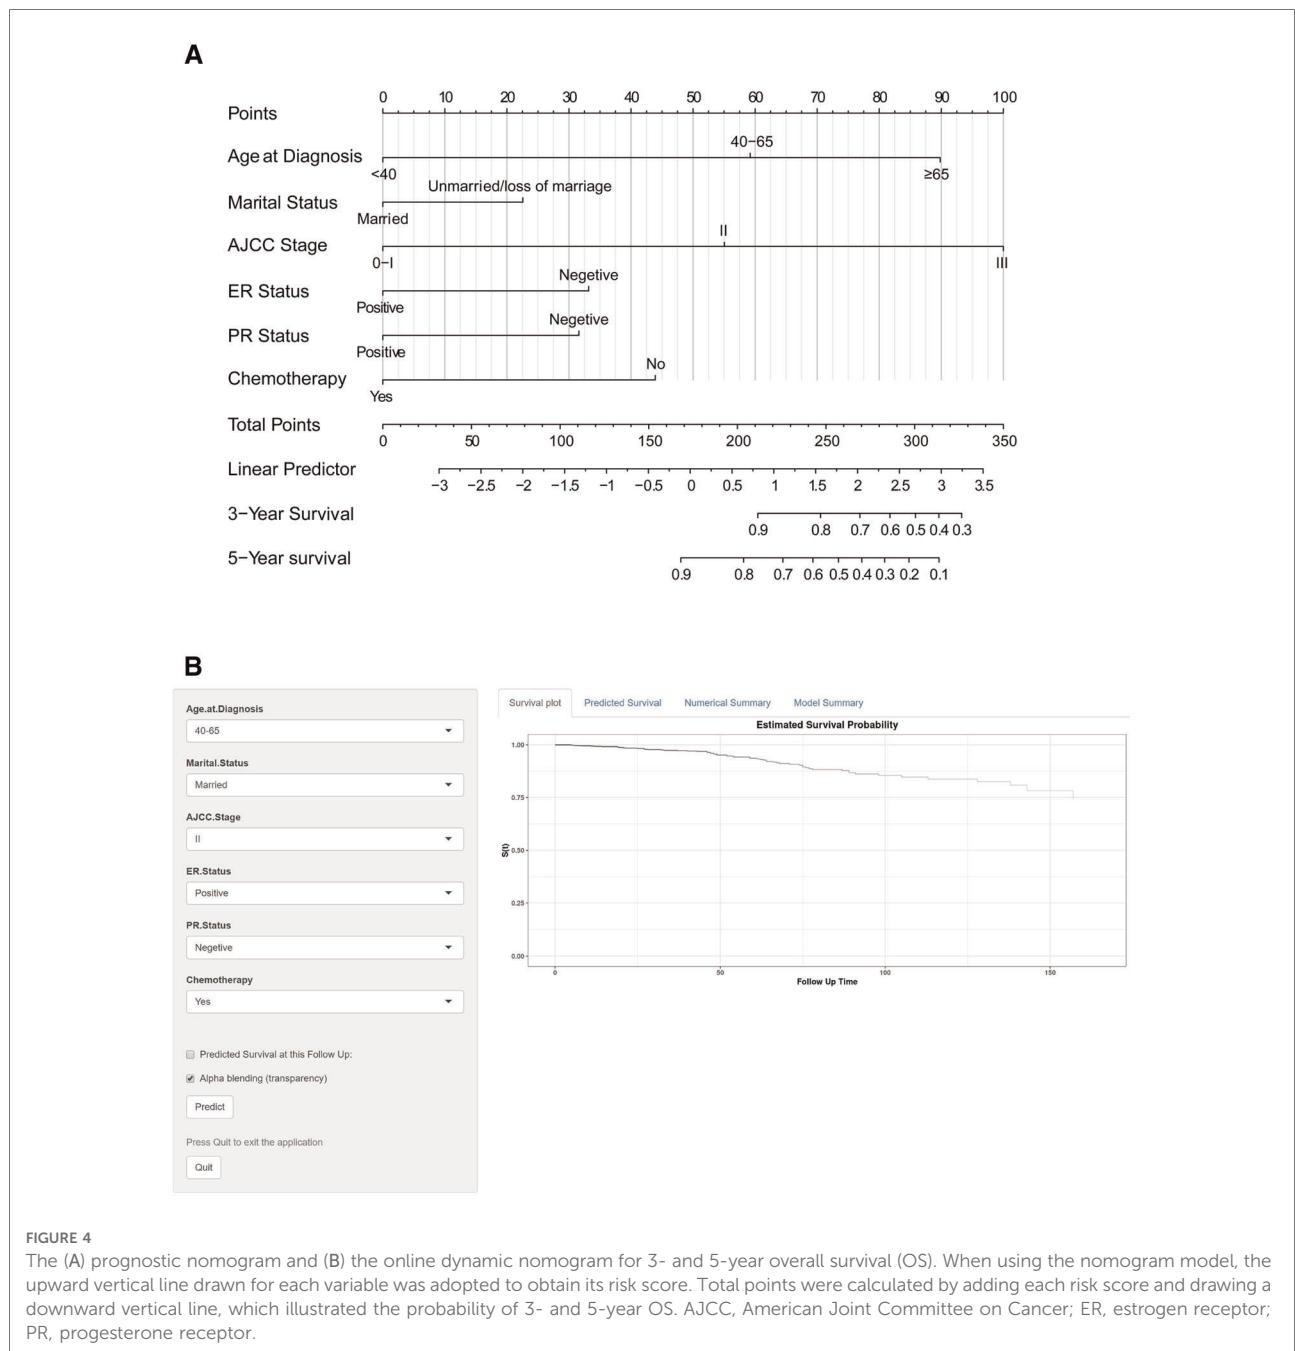 A
0 10 20 30 40 50 60 70 80 90 100
Points
40−65
Age at Diagnosis
<40 ≥65
Unmarried/loss of marriage
Marital Status
Married
II
AJCC Stage
0−I III
Negetive
ER Status
Positive
Negetive
PR Status
Positive
No
Chemotherapy
Yes
Total Points
0 50 100 150 200 250 300 350
Linear Predictor
−3 −2.5 −2 −1.5 −1 −0.5 0 0.5 1 1.5 2 2.5 3 3.5
3−Year Survival
0.9 0.8 0.7 0.6 0.5 0.4 0.3
5−Year survival
0.9 0.8 0.7 0.6 0.5 0.4 0.3 0.2 0.1
B
Age.at.Diagnosis
40-65
Marital.Status
Married
AJCC.Stage
II
ER.Status
Positive
PR.Status
Negetive
Chemotherapy
Yes
Predicted Survival at this Follow Up:
Alpha blending (transparency)
Predict
Press Quit to exit the application
Quit
Survival plot Predicted Survival Numerical Summary Model Summary
Estimated Survival Probability
1.00
0.75
S(t)
0.50
0.25
0.00
0 50 100 150
Follow Up Time
FIGURE 4
The (A) prognostic nomogram and (B) the online dynamic nomogram for 3- and 5-year overall survival (OS). When using the nomogram model, the
upward vertical line drawn for each variable was adopted to obtain its risk score. Total points were calculated by adding each risk score and drawing a
downward vertical line, which illustrated the probability of 3- and 5-year OS. AJCC, American Joint Committee on Cancer; ER, estrogen receptor;
PR, progesterone receptor.